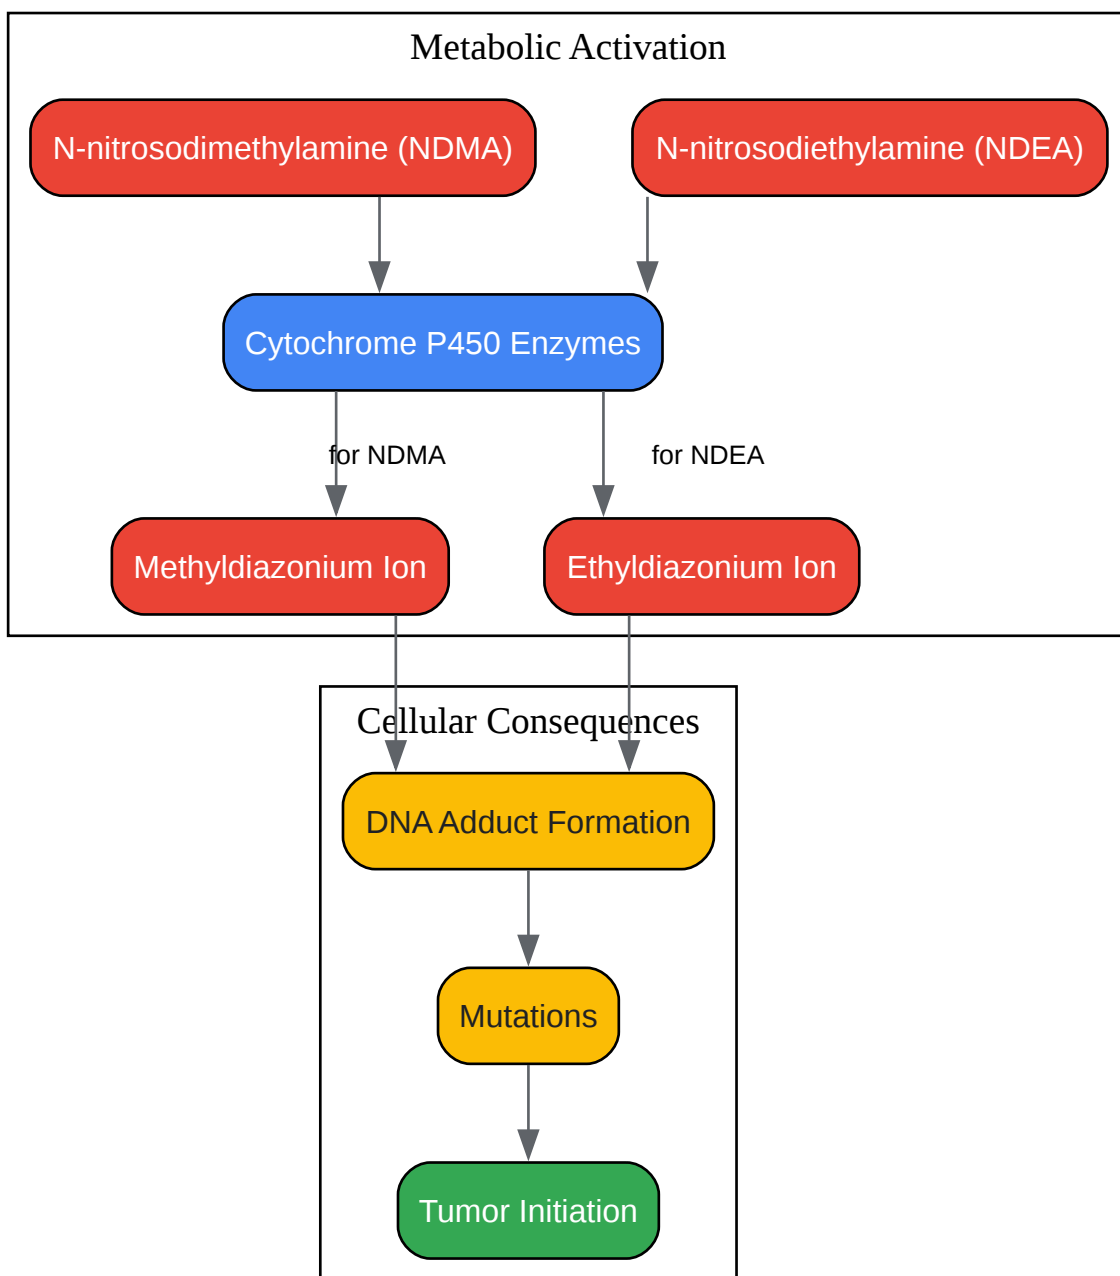 Metabolic Activation
N-nitrosodimethylamine (NDMA)
N-nitrosodiethylamine (NDEA)
Cytochrome P450 Enzymes
for NDMA
for NDEA
Methyldiazonium Ion
Ethyldiazonium Ion
Cellular Consequences
DNA Adduct Formation
Mutations
Tumor Initiation